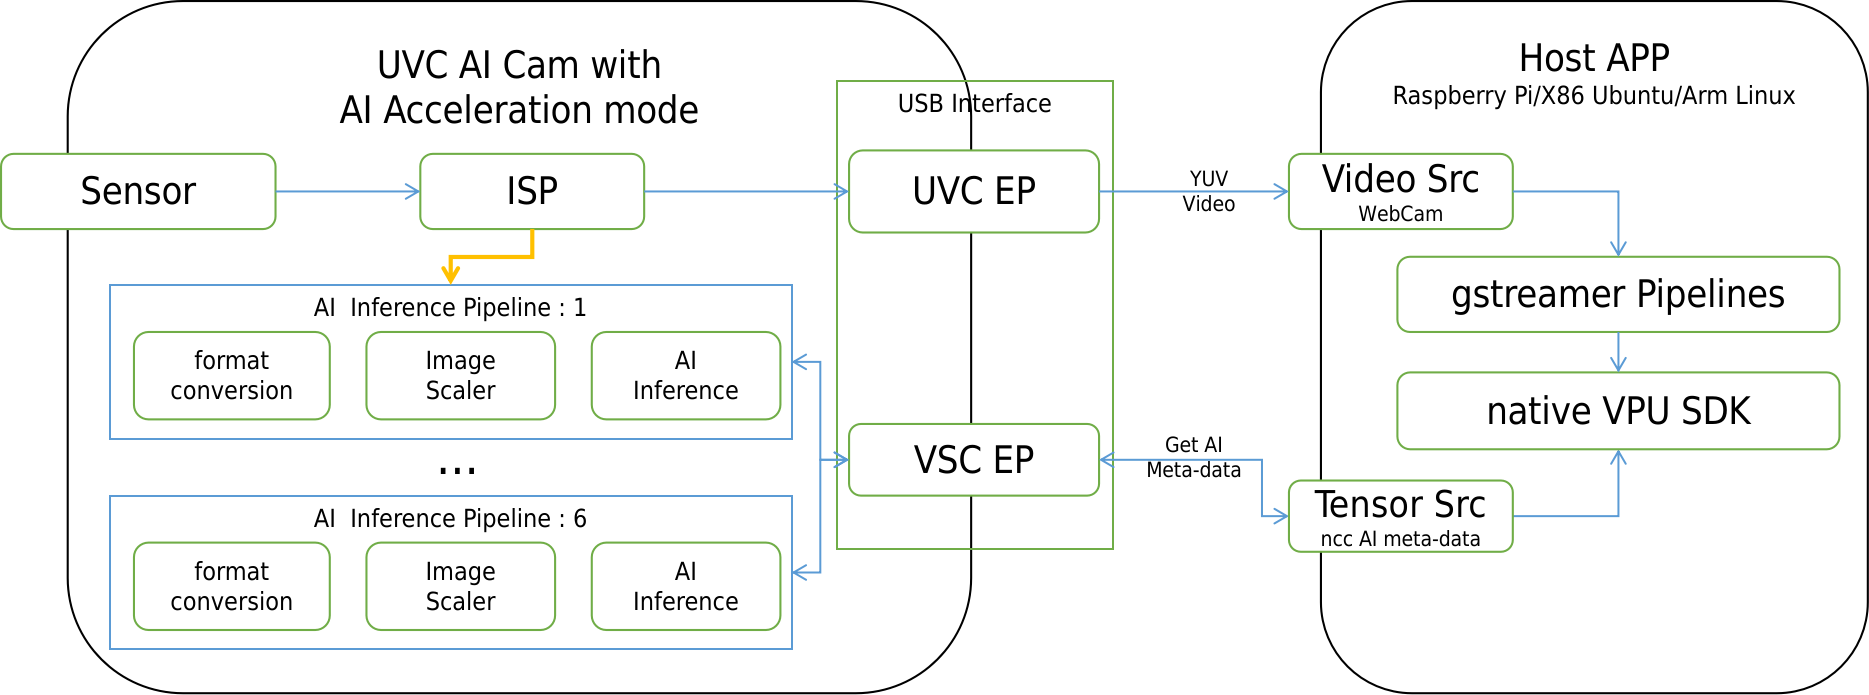 UVC AI Cam with
AI Acceleration mode
USB Interface
Host APP
Raspberry Pi/X86 Ubuntu/Arm Linux
Sensor
ISP
UVC EP
YUV
Video
Video Src
WebCam
gstreamer Pipelines
native VPU SDK
AI Inference Pipeline : 1
format
conversion
Image
Scaler
AI
Inference
...
VSC EP
Get AI
Meta-data
Tensor Src
ncc AI meta-data
AI Inference Pipeline : 6
format
conversion
Image
Scaler
AI
Inference